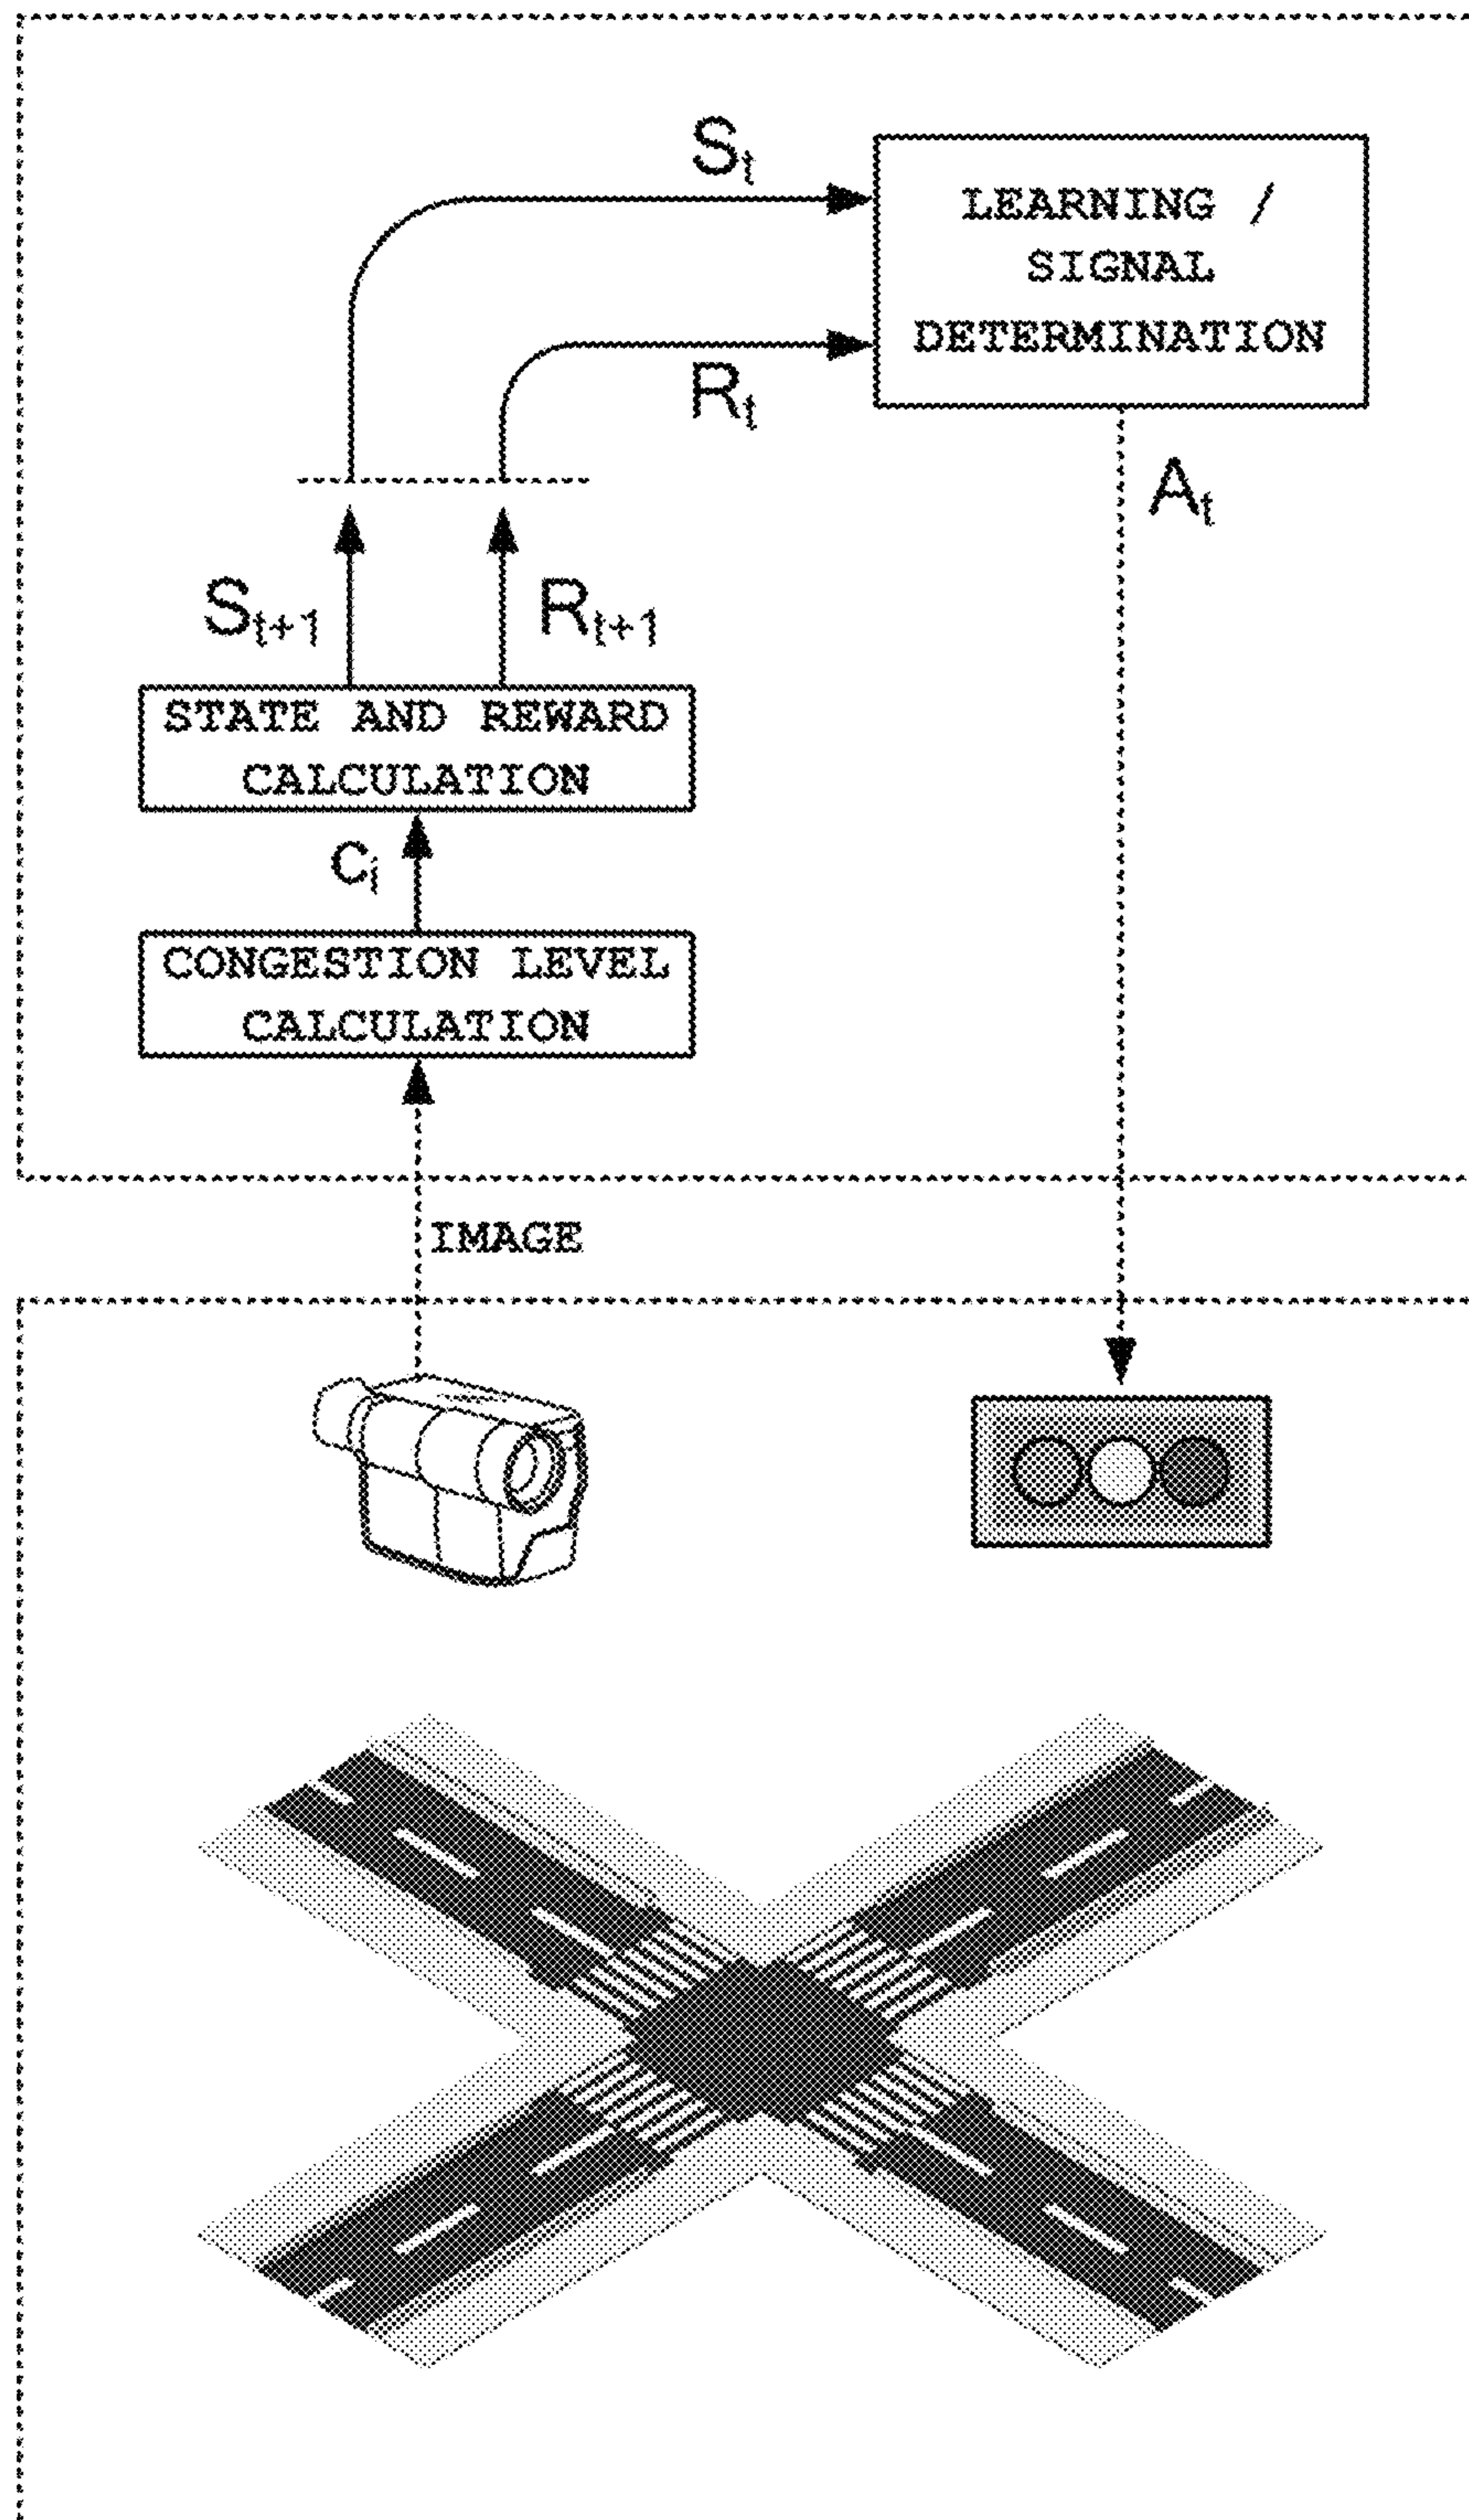 St
LEARNING /
SIGNAL
DETERMINATION
Rt
At
St+1
Rt+1
STATE AND REWARD
CALCULATION
ci
CONGESTION LEVEL
CALCULATION
IMAGE